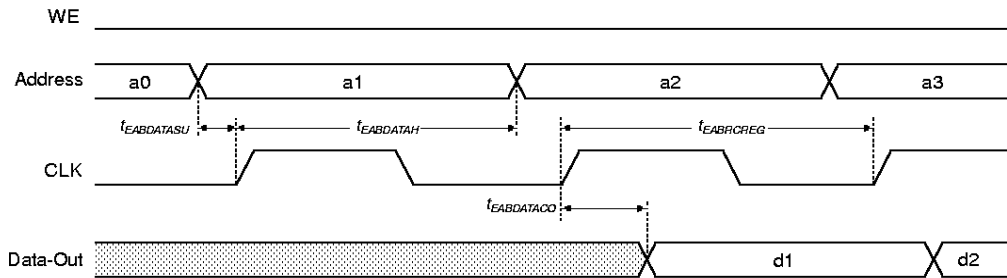 WE
Address a0 a1 a2 a3
tEABDATASU tEABDATAH tEABRCREG
CLK
tEABDATACO
Data-Out d1 d2